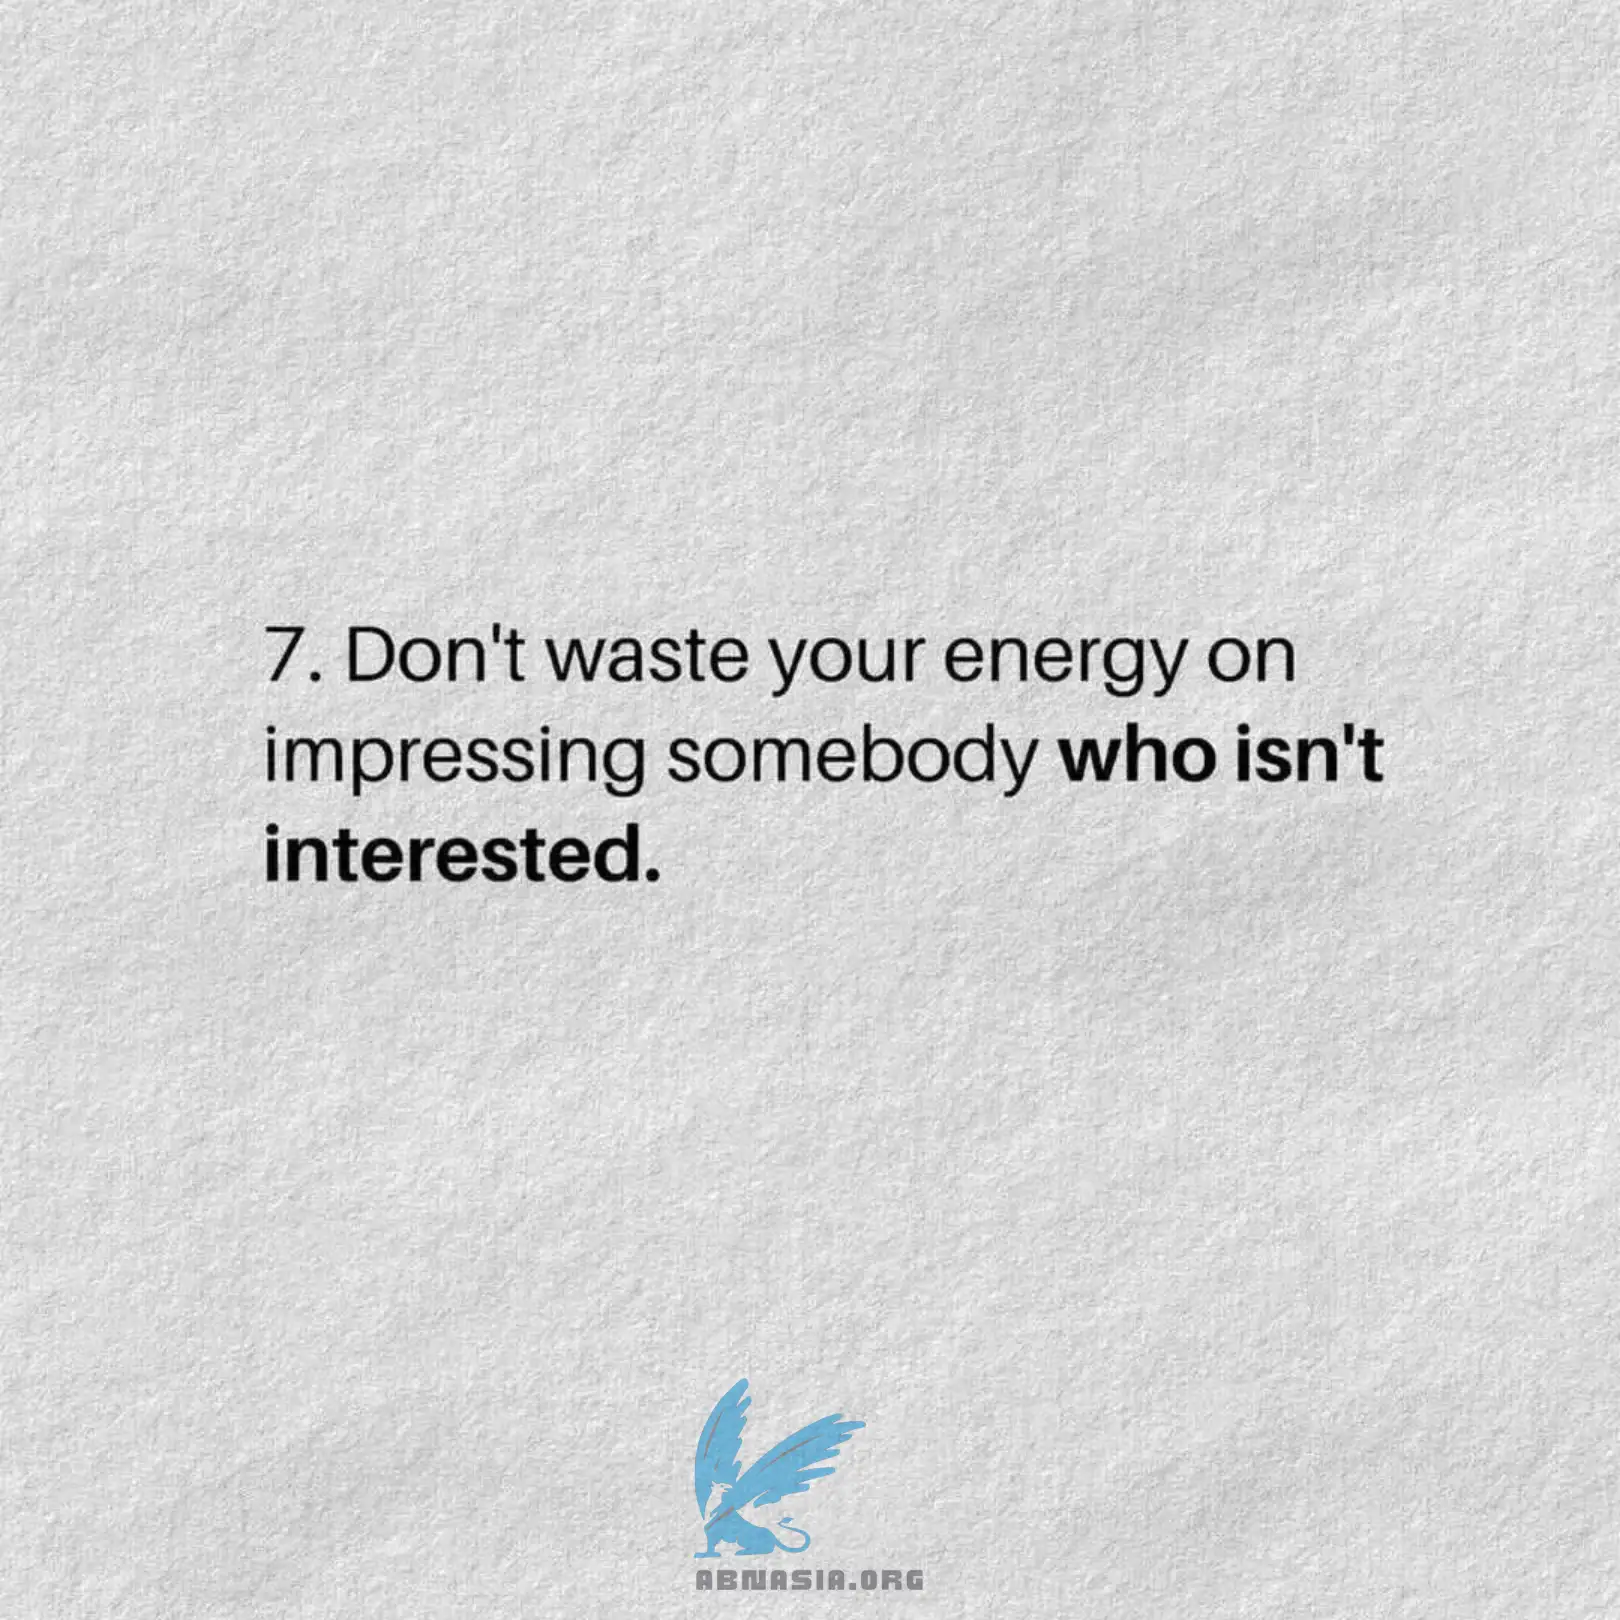 7. Don't waste your energy on
impressing somebody who isn't
interested.
ABNASIA.ORG